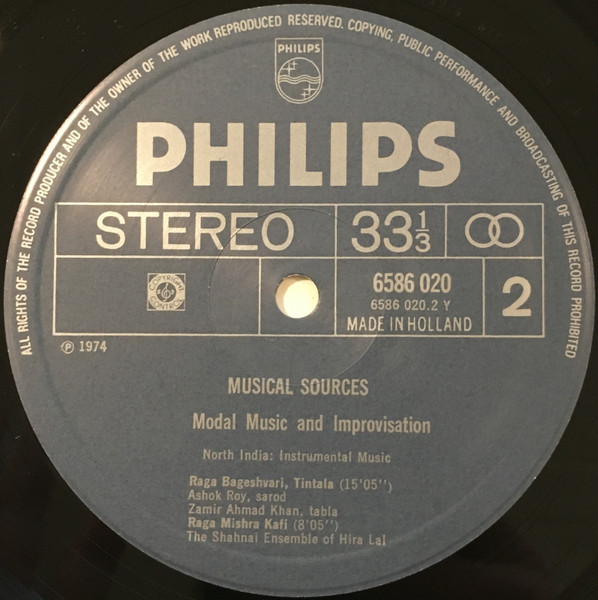 ALL RIGHTS OF THE RECORD PRODUCER AND OF THE OWNER OF THE WORK REPRODUCED RESERVED. COPYING, PUBLIC PERFORMANCE AND BROADCASTING OF THIS RECORD PROHIBITED
PHILIPS
PHILIPS
STEREO 33⅓
COPYRIGHT CONTROL
6586 020
6586 020.2 Y
MADE IN HOLLAND
2
℗ 1974
MUSICAL SOURCES
Modal Music and Improvisation
North India: Instrumental Music
Raga Bageshvari, Tintala (15'05'')
Ashok Roy, sarod
Zamir Ahmad Khan, tabla
Raga Mishra Kafi (8'05'')
The Shahnai Ensemble of Hira Lal